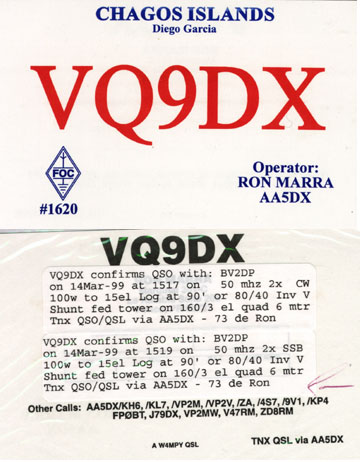 CHAGOS ISLANDS
Diego Garcia
VQ9DX
FOC
#1620
Operator:
RON MARRA
AA5DX
VQ9DX
VQ9DX confirms QSO with: BV2DP
on 14Mar-99 at 1517 on 50 mhz 2x CW
100w to 15el Log at 90' or 80/40 Inv V
Shunt fed tower on 160/3 el quad 6 mtr
Tnx QSO/QSL via AA5DX - 73 de Ron
VQ9DX confirms QSO with: BV2DP
on 14Mar-99 at 1519 on 50 mhz 2x SSB
100w to 15el Log at 90' or 80/40 Inv V
Shunt fed tower on 160/3 el quad 6 mtr
Tnx QSO/QSL via AA5DX - 73 de Ron
Other Calls: AA5DX/KH6, /KL7, /VP2M, /VP2V, /ZA, /4S7, /9V1, /KP4
FPØBT, J79DX, VP2MW, V47RM, ZD8RM
A W4MPY QSL
TNX QSL via AA5DX